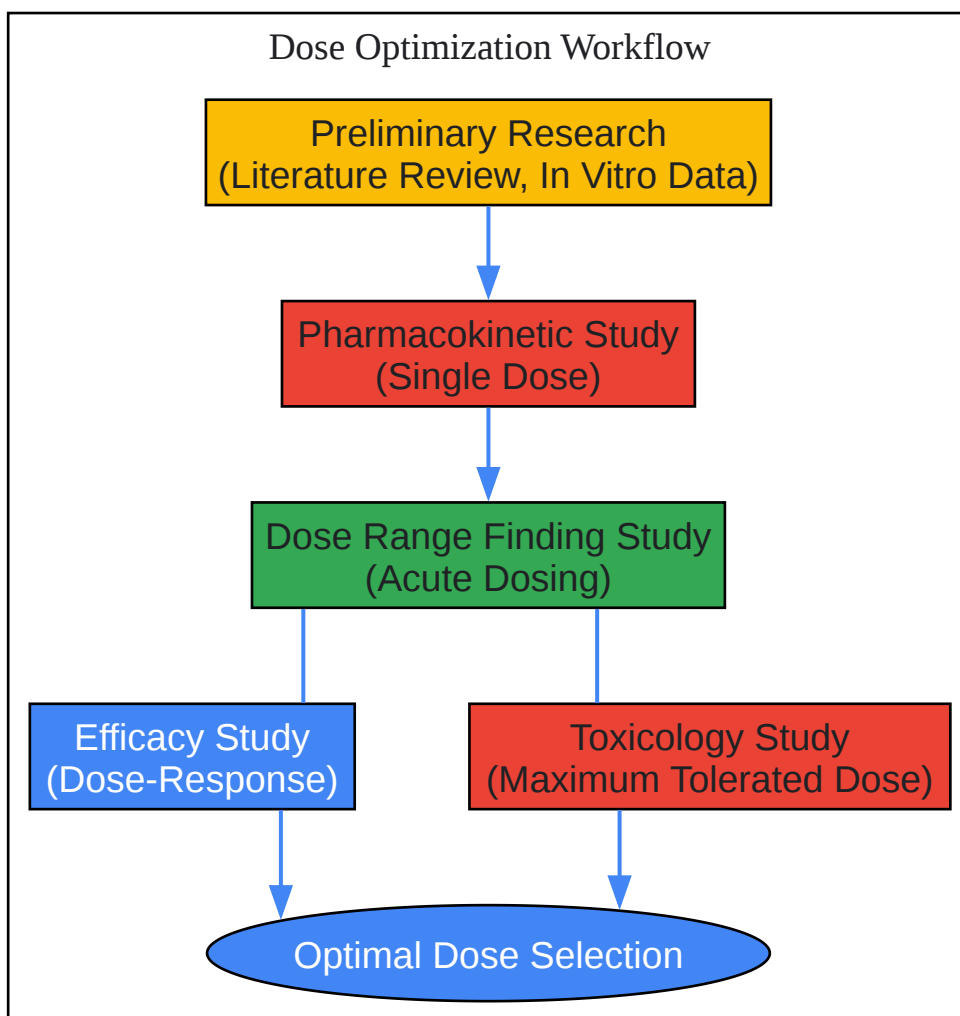 Dose Optimization Workflow
Preliminary Research
(Literature Review, In Vitro Data)
Pharmacokinetic Study
(Single Dose)
Dose Range Finding Study
(Acute Dosing)
Efficacy Study
(Dose-Response)
Toxicology Study
(Maximum Tolerated Dose)
Optimal Dose Selection